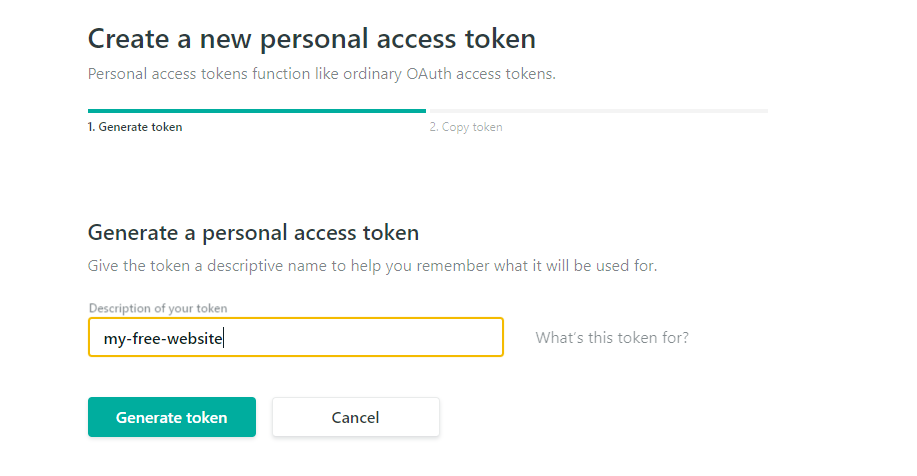 Create a new personal access token
Personal access tokens function like ordinary OAuth access tokens.
1. Generate token
2. Copy token
Generate a personal access token
Give the token a descriptive name to help you remember what it will be used for.
Description of your token
my-free-website
What's this token for?
Generate token
Cancel